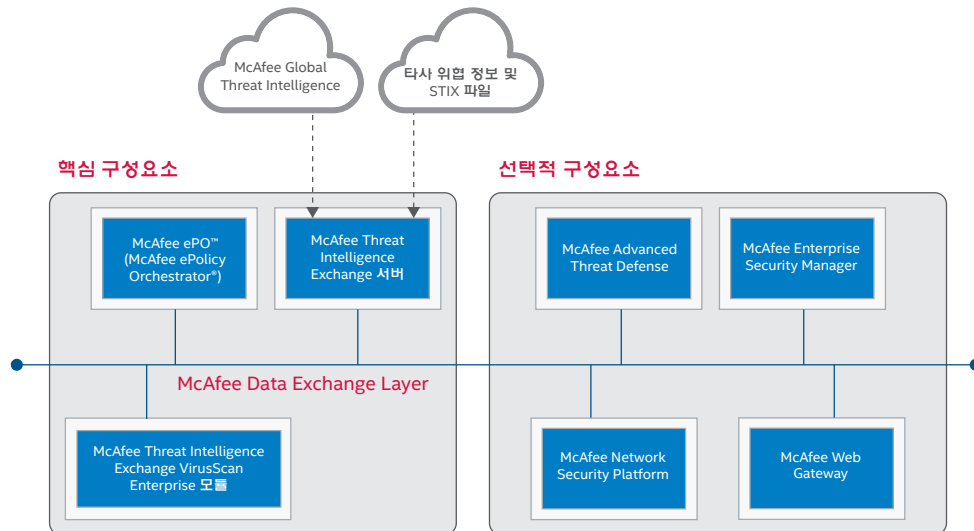 McAfee Global
Threat Intelligence
타사 위협 정보 및
STIX 파일
핵심 구성요소
선택적 구성요소
McAfee ePO™
(McAfee ePolicy
Orchestrator®)
McAfee Threat
Intelligence
Exchange 서버
McAfee Advanced
Threat Defense
McAfee Enterprise
Security Manager
McAfee Data Exchange Layer
McAfee Threat Intelligence
Exchange VirusScan
Enterprise 모듈
McAfee Network
Security Platform
McAfee Web
Gateway